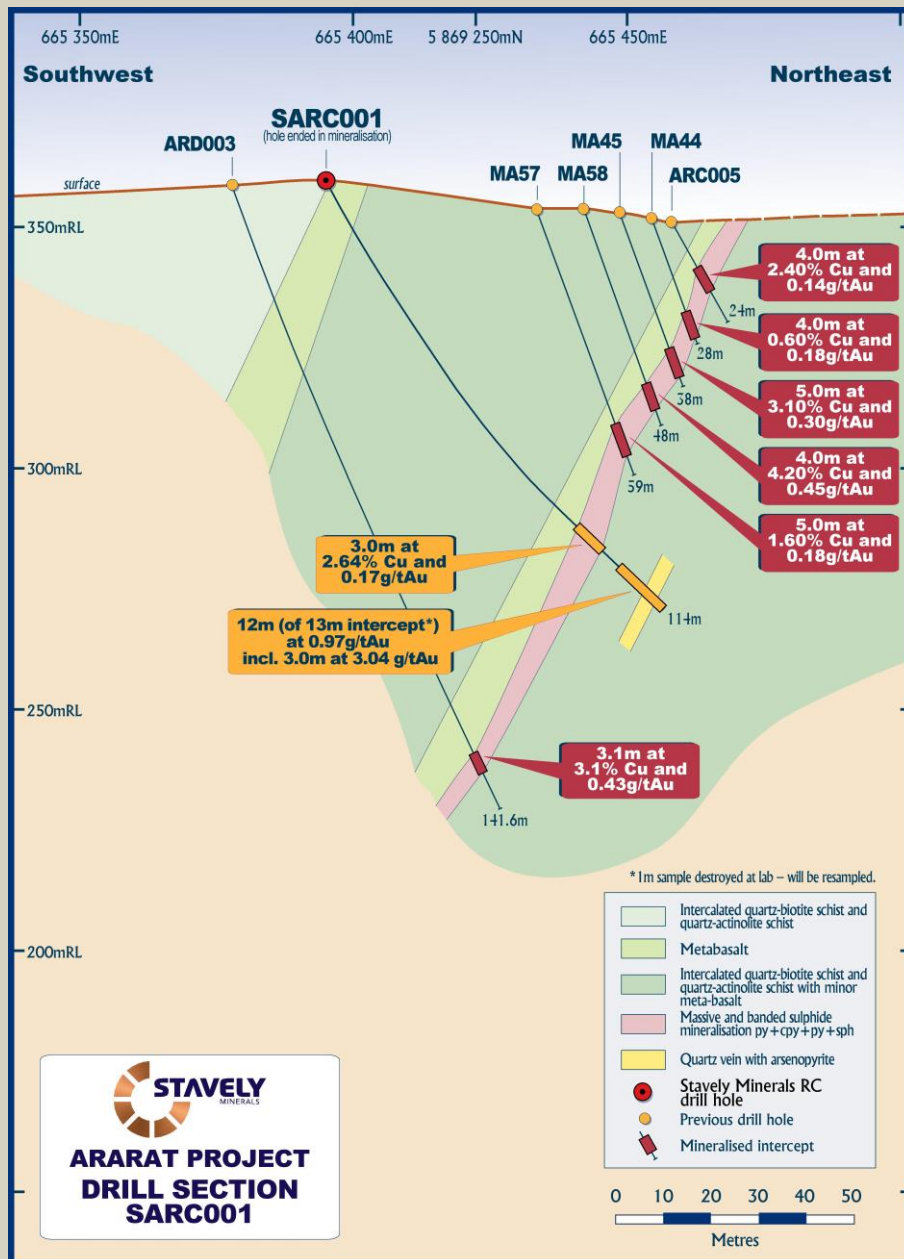 665 350mE
665 400mE
5 869 250mN
665 450mE
Southwest
Northeast
SARC001
(hole ended in mineralisation)
ARD003
MA45
MA44
MA57
MA58
ARC005
surface
350mRL
4.0m at
2.40% Cu and
0.14g/tAu
24m
4.0m at
0.60% Cu and
0.18g/tAu
28m
5.0m at
3.10% Cu and
0.30g/tAu
38m
48m
4.0m at
4.20% Cu and
0.45g/tAu
300mRL
59m
5.0m at
1.60% Cu and
0.18g/tAu
3.0m at
2.64% Cu and
0.17g/tAu
12m (of 13m intercept*)
at 0.97g/tAu
incl. 3.0m at 3.04 g/tAu
114m
250mRL
3.1m at
3.1% Cu and
0.43g/tAu
141.6m
* 1m sample destroyed at lab – will be resampled.
Intercalated quartz-biotite schist and
quartz-actinolite schist
200mRL
Metabasalt
Intercalated quartz-biotite schist and
quartz-actinolite schist with minor
meta-basalt
Massive and banded sulphide
mineralisation py+cpy+py+sph
Quartz vein with arsenopyrite
Stavely Minerals RC
drill hole
Previous drill hole
Mineralised intercept
STAVELY
MINERALS
ARARAT PROJECT
DRILL SECTION
SARC001
0 10 20 30 40 50
Metres